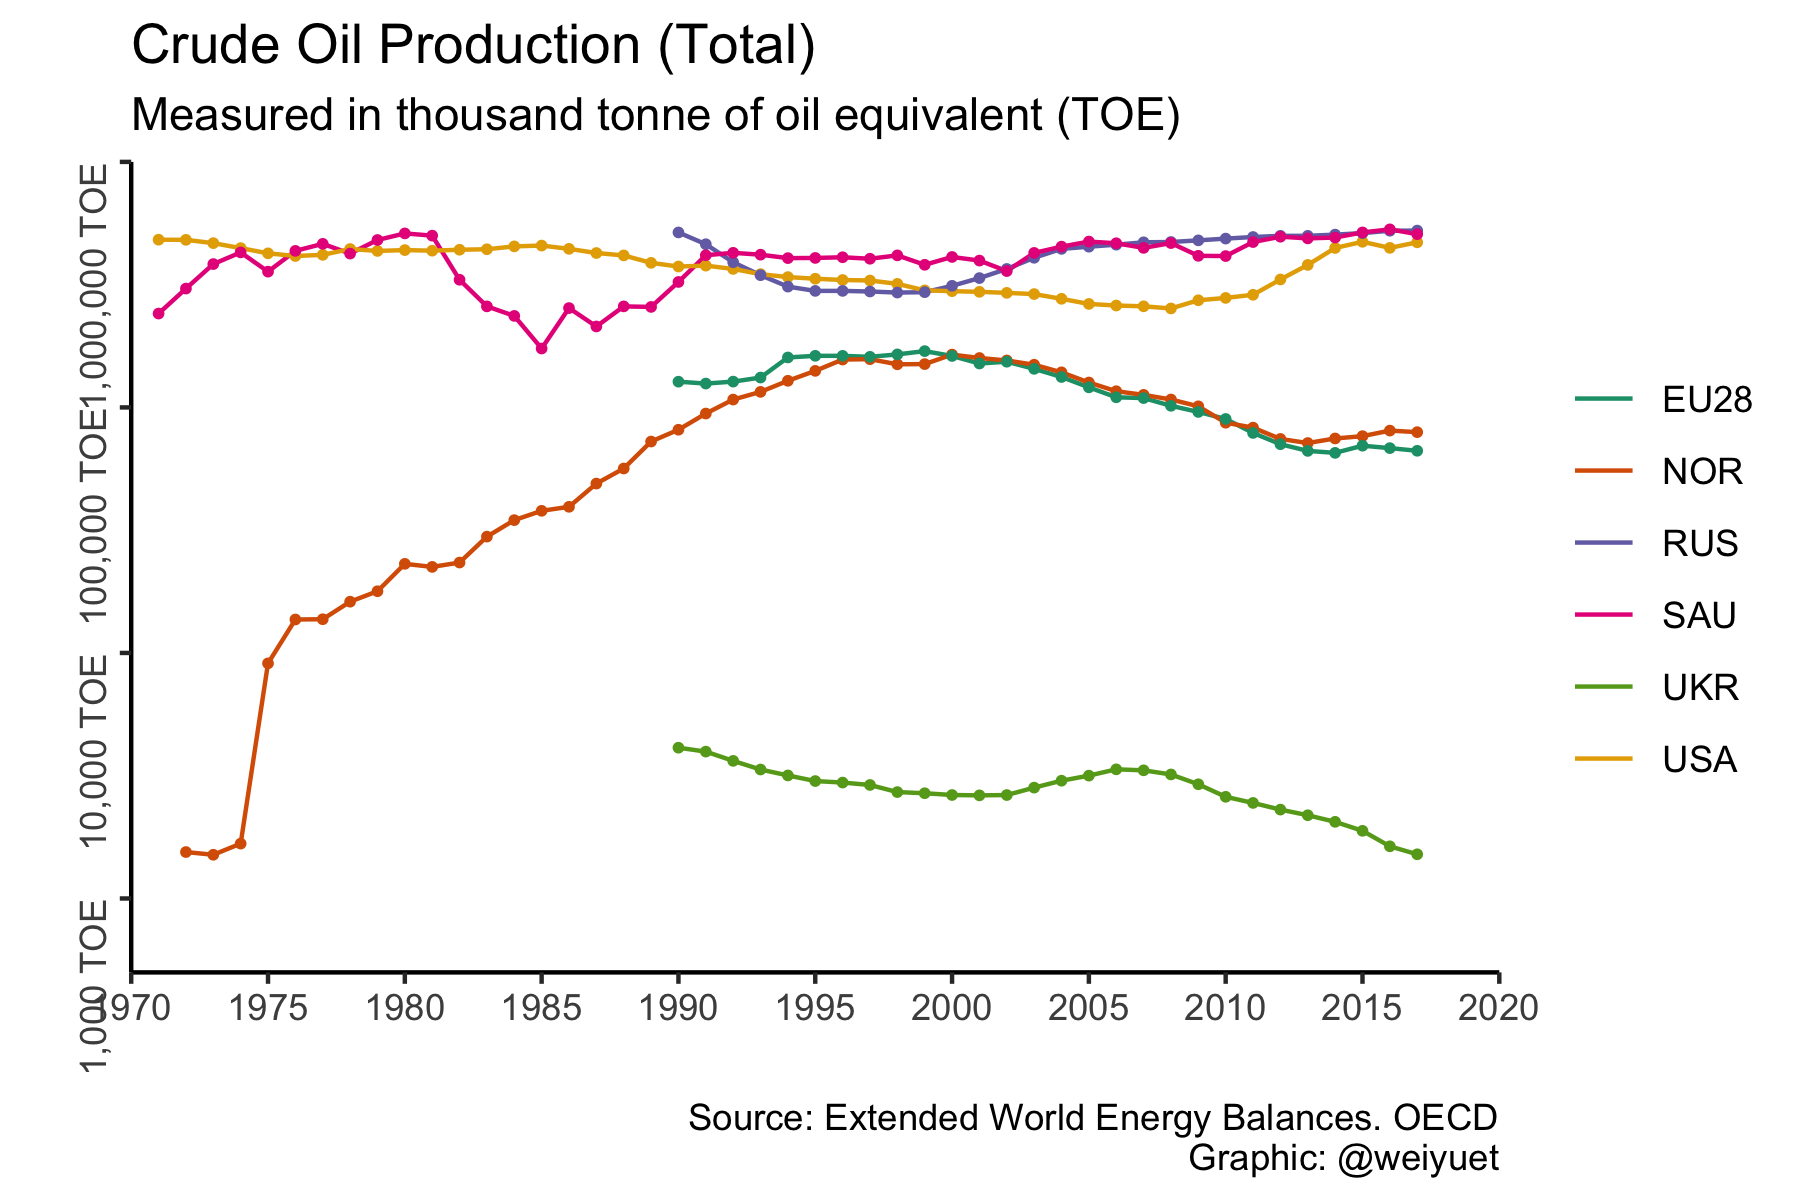 Crude Oil Production (Total)
Measured in thousand tonne of oil equivalent (TOE)
1,000,000 TOE
100,000 TOE
10,000 TOE
1,000 TOE
1970 1975 1980 1985 1990 1995 2000 2005 2010 2015 2020
EU28
NOR
RUS
SAU
UKR
USA
Source: Extended World Energy Balances. OECD
Graphic: @weiyuet